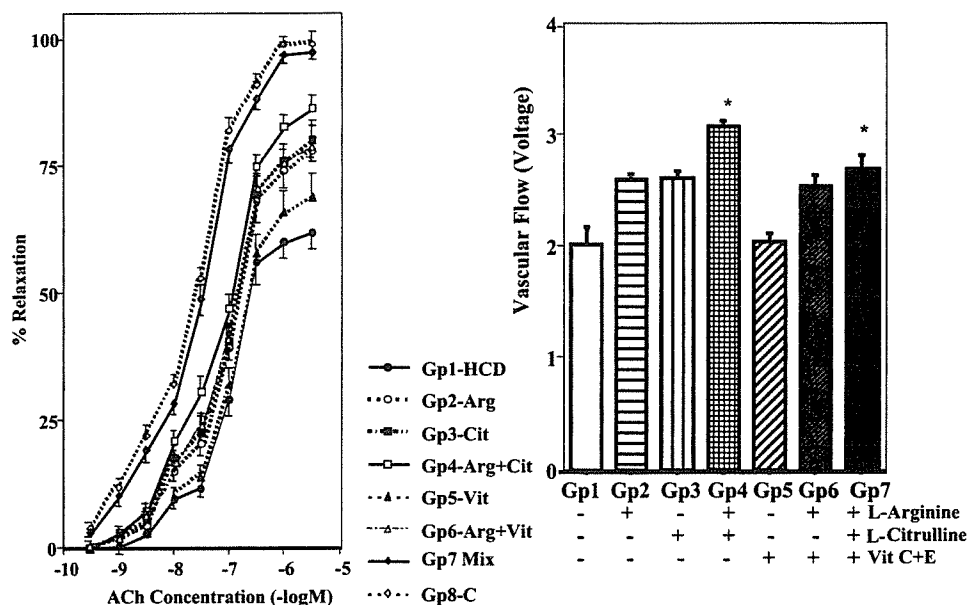 100
75
50
25
0
% Relaxation
-10 -9 -8 -7 -6 -5
ACh Concentration (-logM)
Gp1-HCD
Gp2-Arg
Gp3-Cit
Gp4-Arg+Cit
Gp5-Vit
Gp6-Arg+Vit
Gp7 Mix
Gp8-C
Vascular Flow (Voltage)
4
3
2
1
0
* *
Gp1 Gp2 Gp3 Gp4 Gp5 Gp6 Gp7
- + - + - + + L-Arginine
- - + + - - + L-Citrulline
- - - - + + + Vit C+E